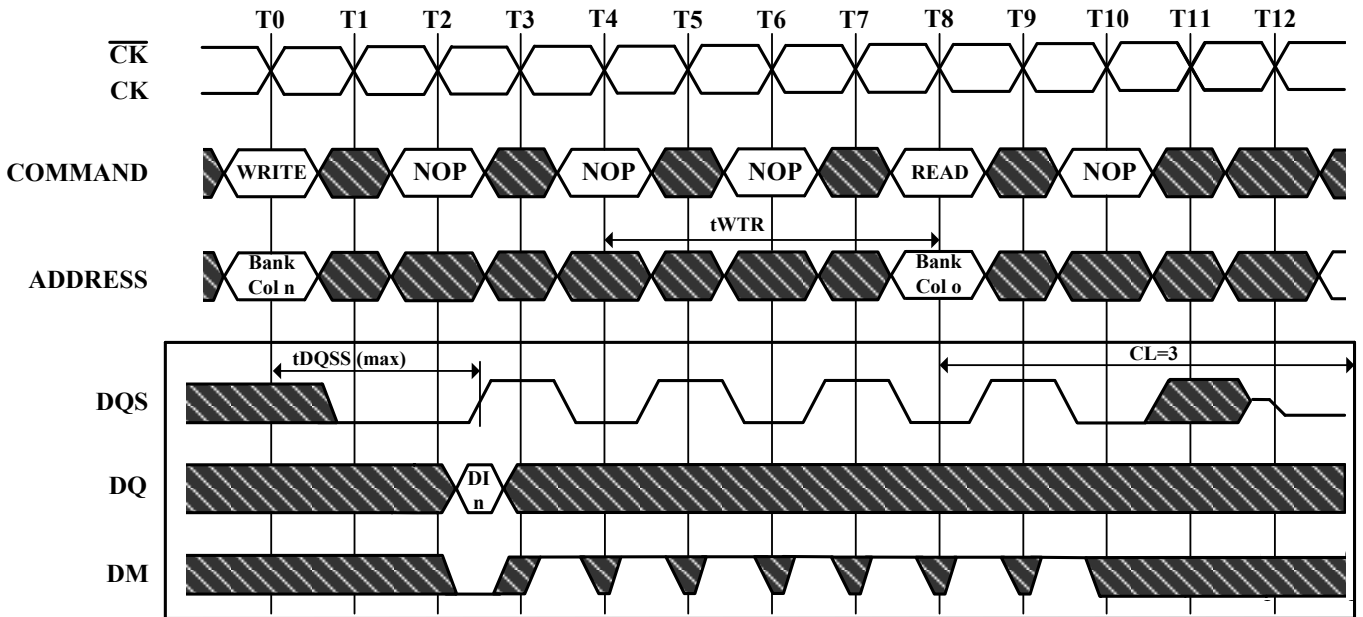 T0 T1 T2 T3 T4 T5 T6 T7 T8 T9 T10 T11 T12
CK
CK
COMMAND WRITE NOP NOP NOP READ NOP
tWTR
ADDRESS Bank Col n Bank Col o
tDQSS (max) CL=3
DQS
DQ DI n
DM